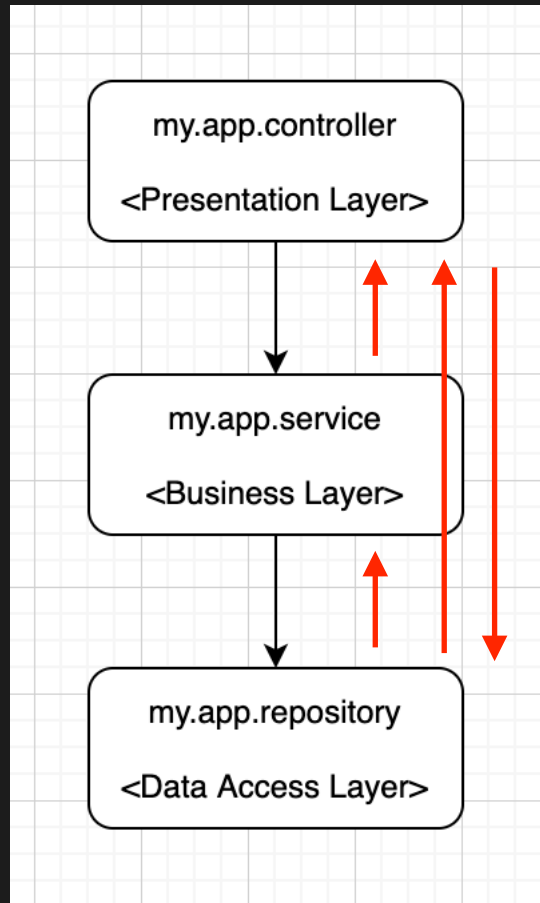 my.app.controller
<Presentation Layer>
my.app.service
<Business Layer>
my.app.repository
<Data Access Layer>